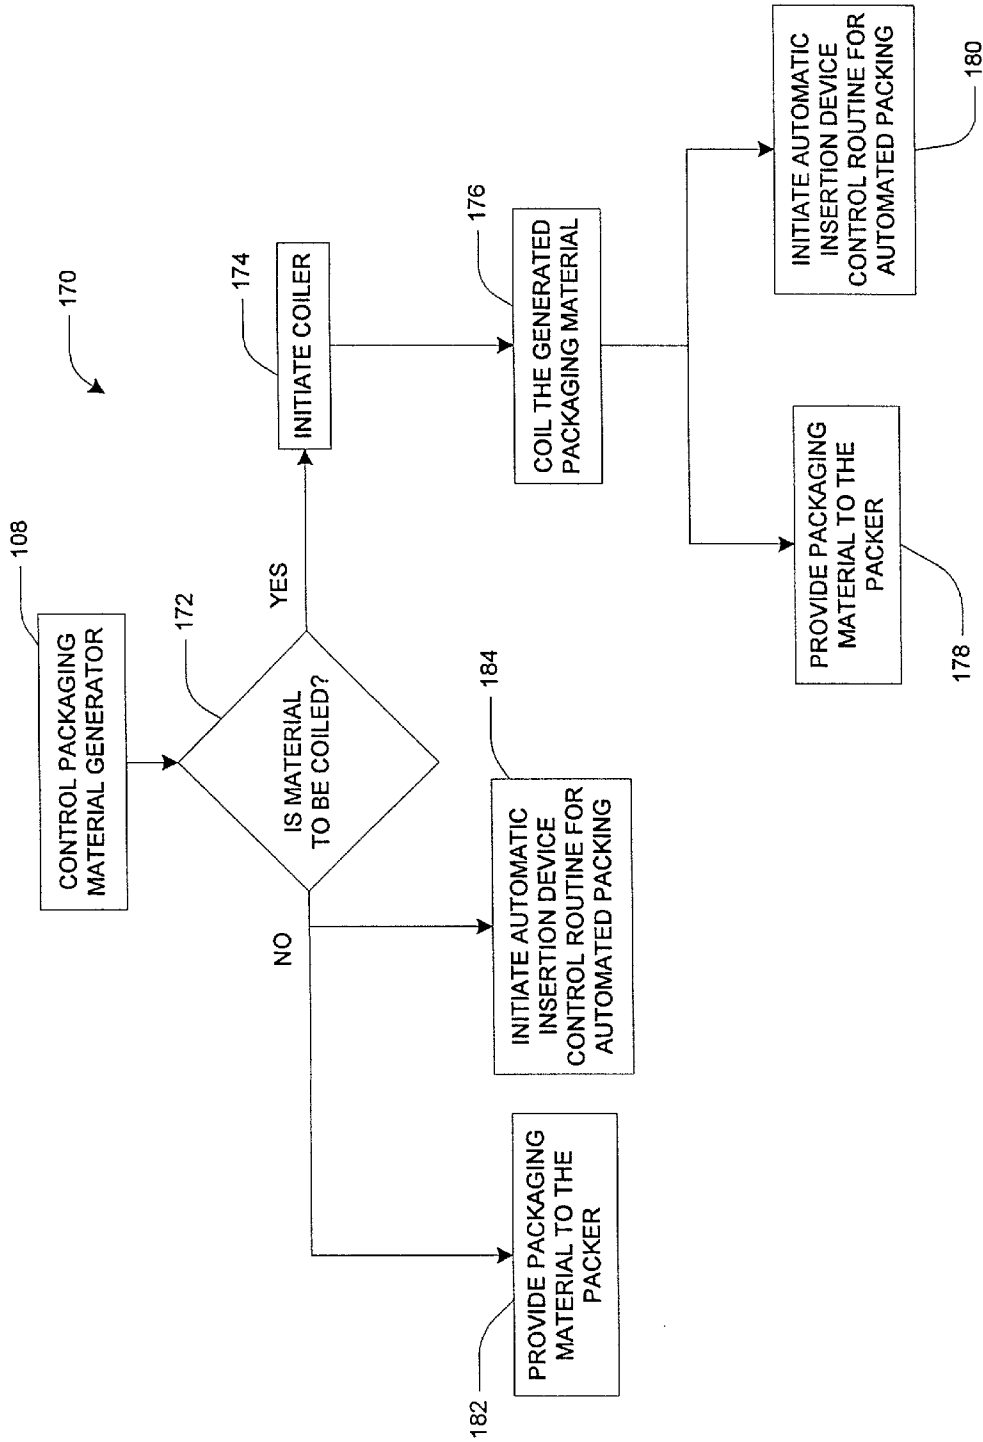 170
108
CONTROL PACKAGING
MATERIAL GENERATOR
172
IS MATERIAL
TO BE COILED?
NO
YES
174
INITIATE COILER
176
COIL THE GENERATED
PACKAGING MATERIAL
182
PROVIDE PACKAGING
MATERIAL TO THE
PACKER
184
INITIATE AUTOMATIC
INSERTION DEVICE
CONTROL ROUTINE FOR
AUTOMATED PACKING
178
PROVIDE PACKAGING
MATERIAL TO THE
PACKER
180
INITIATE AUTOMATIC
INSERTION DEVICE
CONTROL ROUTINE FOR
AUTOMATED PACKING